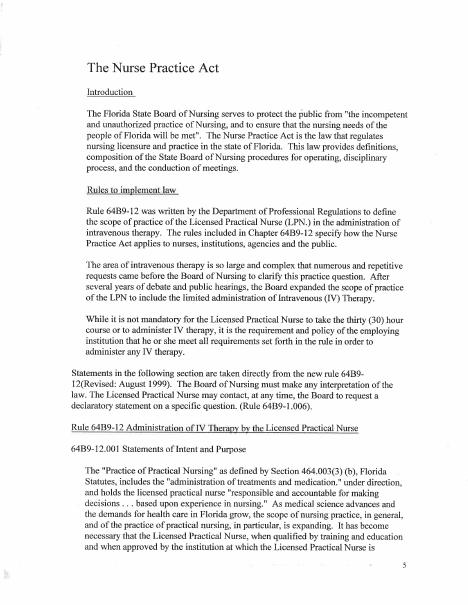 The Nurse Practice Act
Introduction
The Florida State Board of Nursing serves to protect the public from "the incompetent
and unauthorized practice of Nursing, and to ensure that the nursing needs of the
people of Florida will be met". The Nurse Practice Act is the law that regulates
nursing licensure and practice in the state of Florida. This law provides definitions,
composition of the State Board of Nursing procedures for operating, disciplinary
process, and the conduction of meetings.
Rules to implement law
Rule 64B9-12 was written by the Department of Professional Regulations to define
the scope of practice of the Licensed Practical Nurse (LPN.) in the administration of
intravenous therapy. The rules included in Chapter 64B9-12 specify how the Nurse
Practice Act applies to nurses, institutions, agencies and the public.
The area of intravenous therapy is so large and complex that numerous and repetitive
requests came before the Board of Nursing to clarify this practice question. After
several years of debate and public hearings, the Board expanded the scope of practice
of the LPN to include the limited administration of Intravenous (IV) Therapy.
While it is not mandatory for the Licensed Practical Nurse to take the thirty (30) hour
course or to administer IV therapy, it is the requirement and policy of the employing
institution that he or she meet all requirements set forth in the rule in order to
administer any IV therapy.
Statements in the following section are taken directly from the new rule 64B9-
12(Revised: August 1999). The Board of Nursing must make any interpretation of the
law. The Licensed Practical Nurse may contact, at any time, the Board to request a
declaratory statement on a specific question. (Rule 64B9-1.006).
Rule 64B9-12 Administration of IV Therapy by the Licensed Practical Nurse
64B9-12.001 Statements of Intent and Purpose
The "Practice of Practical Nursing" as defined by Section 464.003(3) (b), Florida
Statutes, includes the "administration of treatments and medication." under direction,
and holds the licensed practical nurse "responsible and accountable for making
decisions . . . based upon experience in nursing." As medical science advances and
the demands for health care in Florida grow, the scope of nursing practice, in general,
and of the practice of practical nursing, in particular, is expanding. It has become
necessary that the Licensed Practical Nurse, when qualified by training and education
and when approved by the institution at which the Licensed Practical Nurse is
5